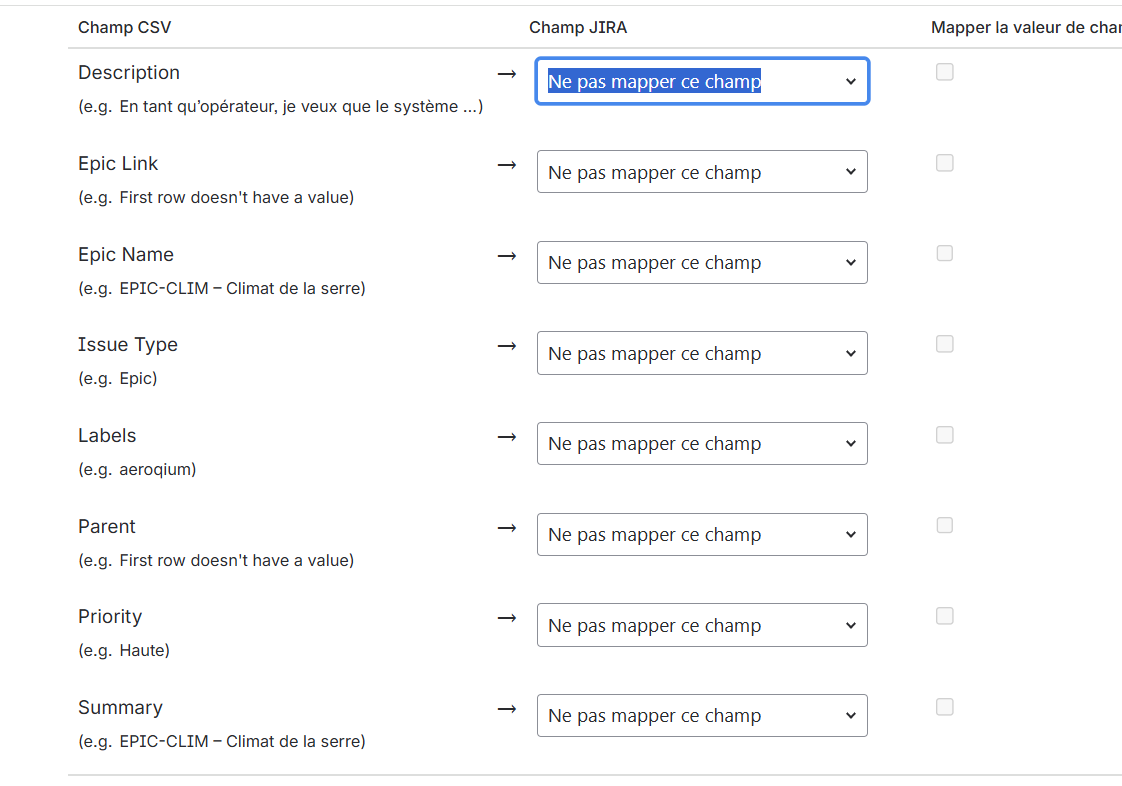 Champ CSV Champ JIRA Mapper la valeur de
Description → Ne pas mapper ce champ
(e.g. En tant qu’opérateur, je veux que le système ...)
Epic Link → Ne pas mapper ce champ
(e.g. First row doesn't have a value)
Epic Name → Ne pas mapper ce champ
(e.g. EPIC-CLIM – Climat de la serre)
Issue Type → Ne pas mapper ce champ
(e.g. Epic)
Labels → Ne pas mapper ce champ
(e.g. aeroqium)
Parent → Ne pas mapper ce champ
(e.g. First row doesn't have a value)
Priority → Ne pas mapper ce champ
(e.g. Haute)
Summary → Ne pas mapper ce champ
(e.g. EPIC-CLIM – Climat de la serre)